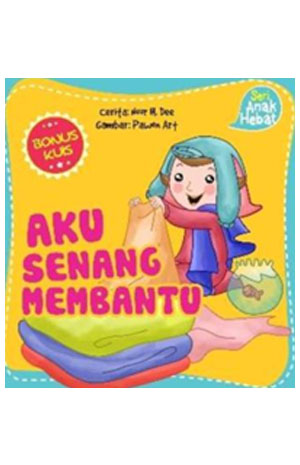 Cerita: Noor H. Dee
Gambar: Pawon Art
Seri
Anak
Hebat
BONUS
KUIS
AKU
SENANG
MEMBANTU